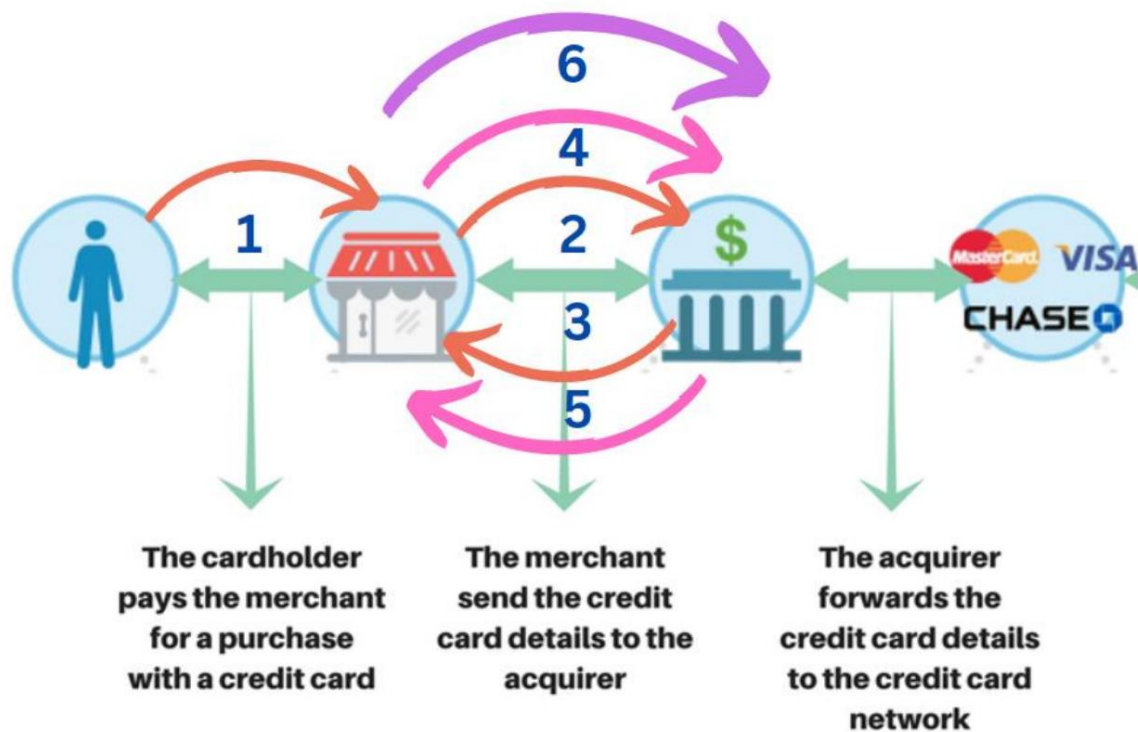 6
4
1
2
3
5
$
MasterCard
VISA
CHASE
The cardholder
pays the merchant
for a purchase
with a credit card
The merchant
send the credit
card details to the
acquirer
The acquirer
forwards the
credit card details
to the credit card
network